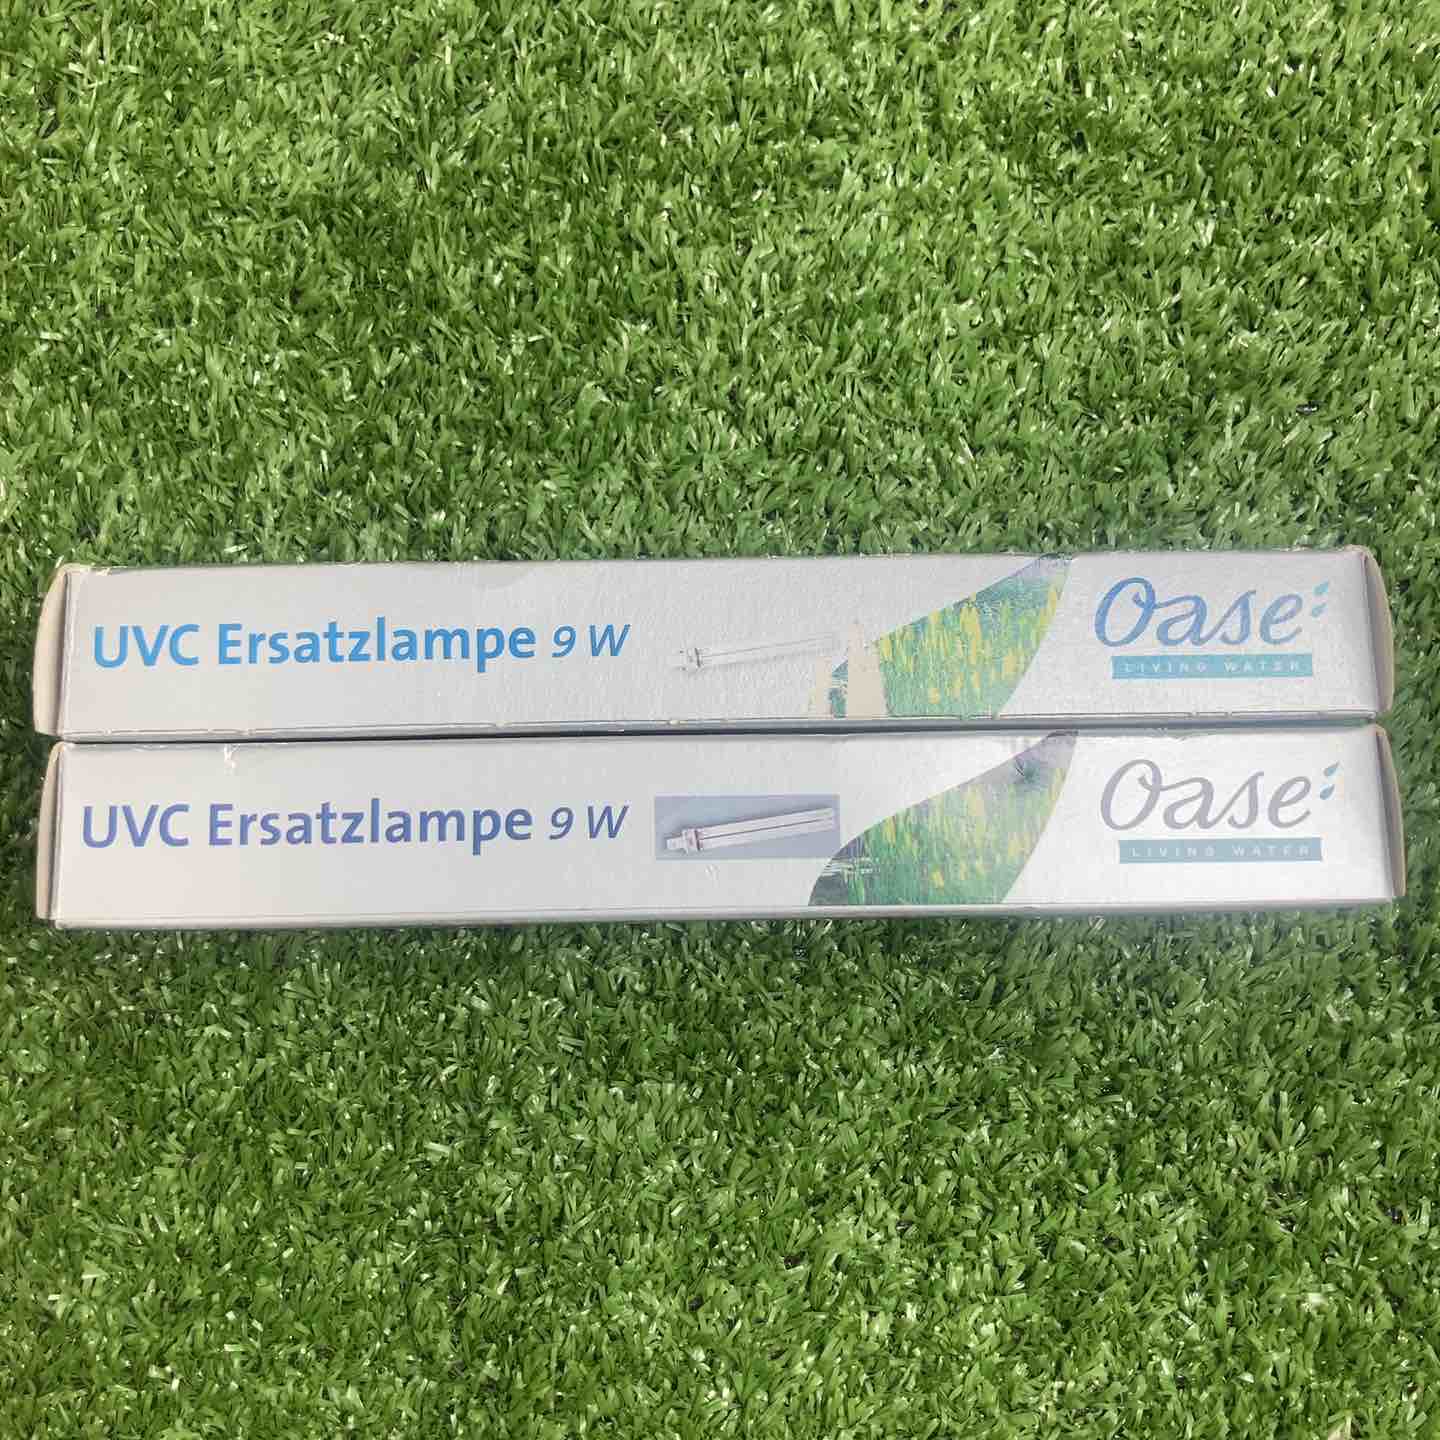 UVC Ersatzlampe 9 W
Oase
LIVING WATER
UVC Ersatzlampe 9 W
Oase
LIVING WATER